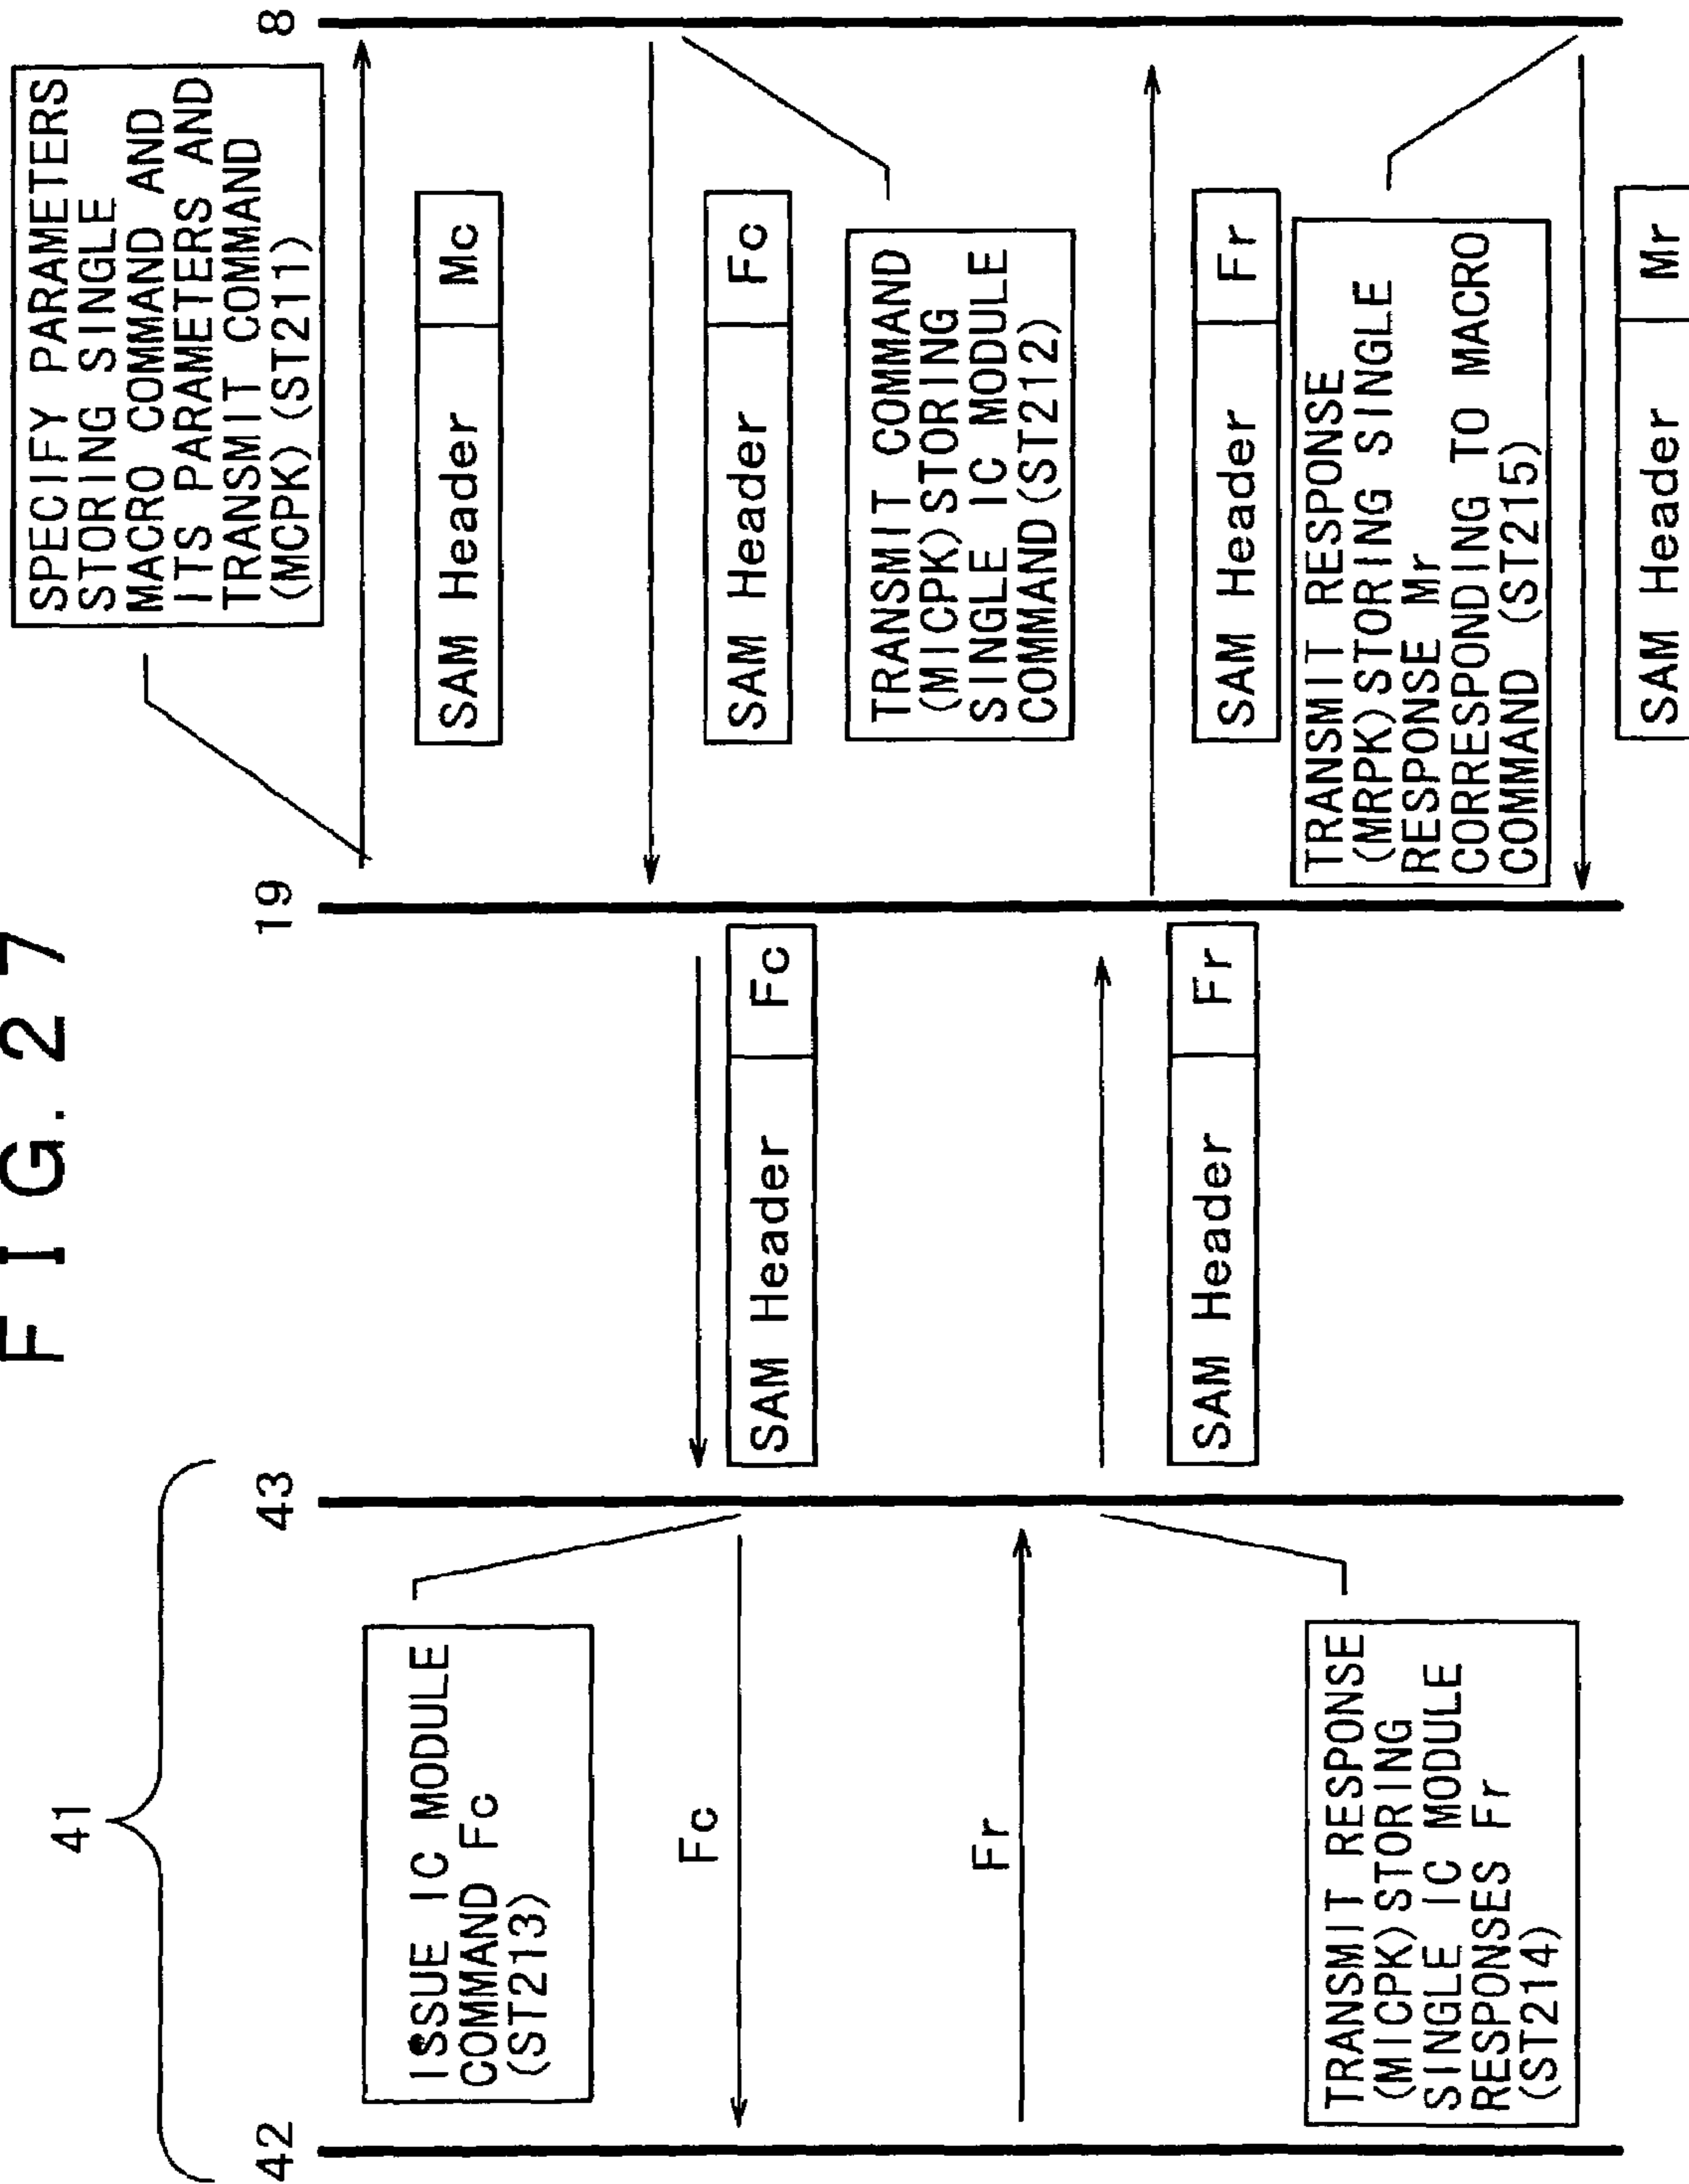 FIG. 27
41
42
43
19
8
SPECIFY PARAMETERS
STORING SINGLE
MACRO COMMAND AND
ITS PARAMETERS AND
TRANSMIT COMMAND
(MCPK) (ST211)
SAM Header Mc
SAM Header Fc
TRANSMIT COMMAND
(MICPK) STORING
SINGLE IC MODULE
COMMAND (ST212)
SAM Header Fc
ISSUE IC MODULE
COMMAND Fc
(ST213)
Fc
Fr
TRANSMIT RESPONSE
(MICPK) STORING
SINGLE IC MODULE
RESPONSES Fr
(ST214)
SAM Header Fr
SAM Header Fr
TRANSMIT RESPONSE
(MRPK) STORING SINGLE
RESPONSE Mr
CORRESPONDING TO MACRO
COMMAND (ST215)
SAM Header Mr